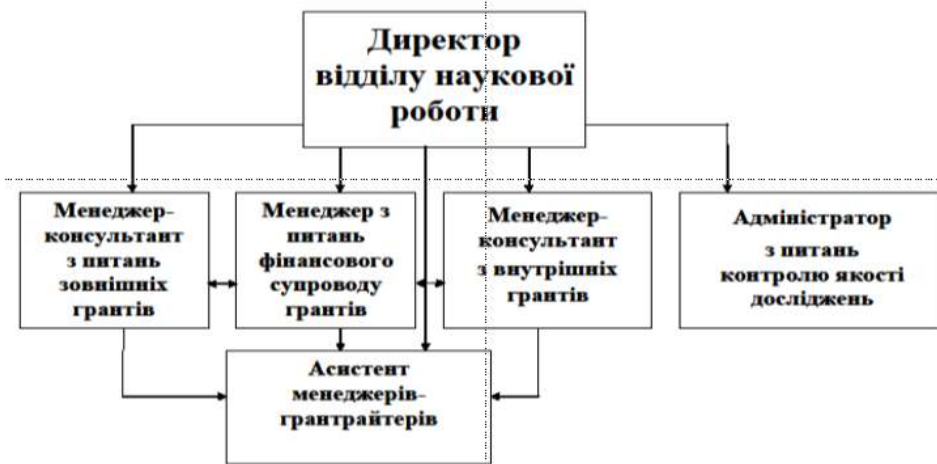 Директор
відділу наукової
роботи
Менеджер-
консультант
з питань
зовнішніх
грантів
Менеджер з
питань
фінансового
супроводу
грантів
Менеджер-
консультант
з внутрішніх
грантів
Адміністратор
з питань
контролю якості
досліджень
Асистент
менеджерів-
грантрайтерів